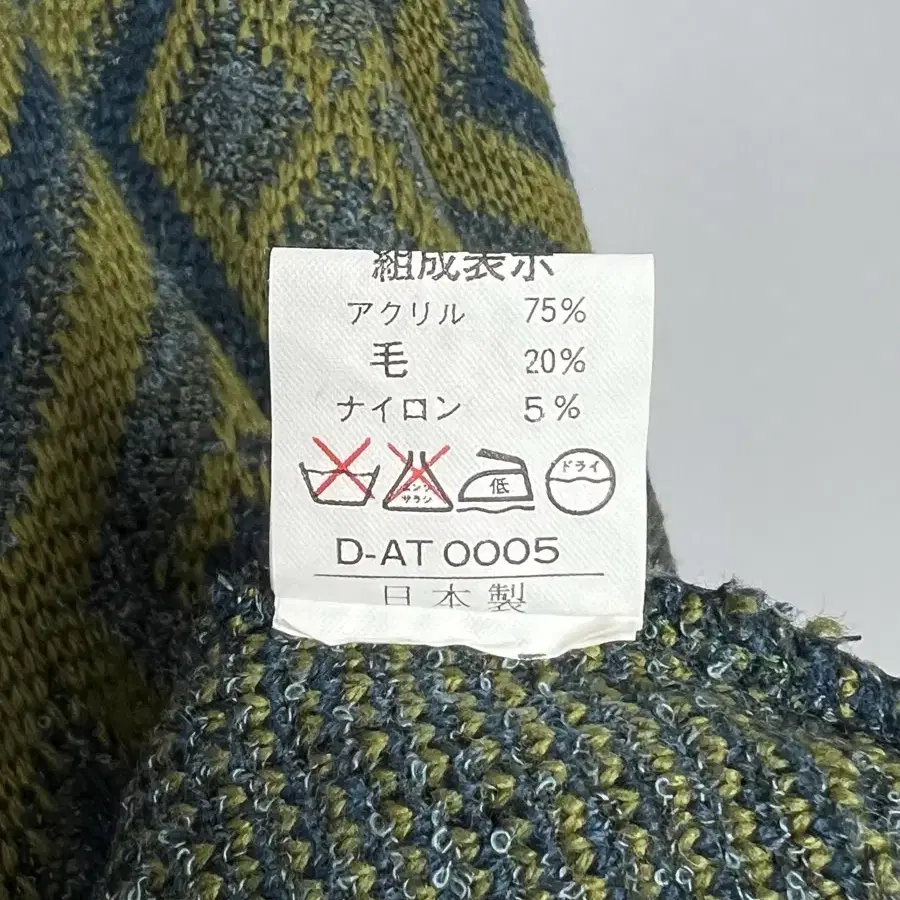 組成表示
アクリル 75%
毛 20%
ナイロン 5%
エンソ
サラシ
低
ドライ
D-AT 0005
日本製